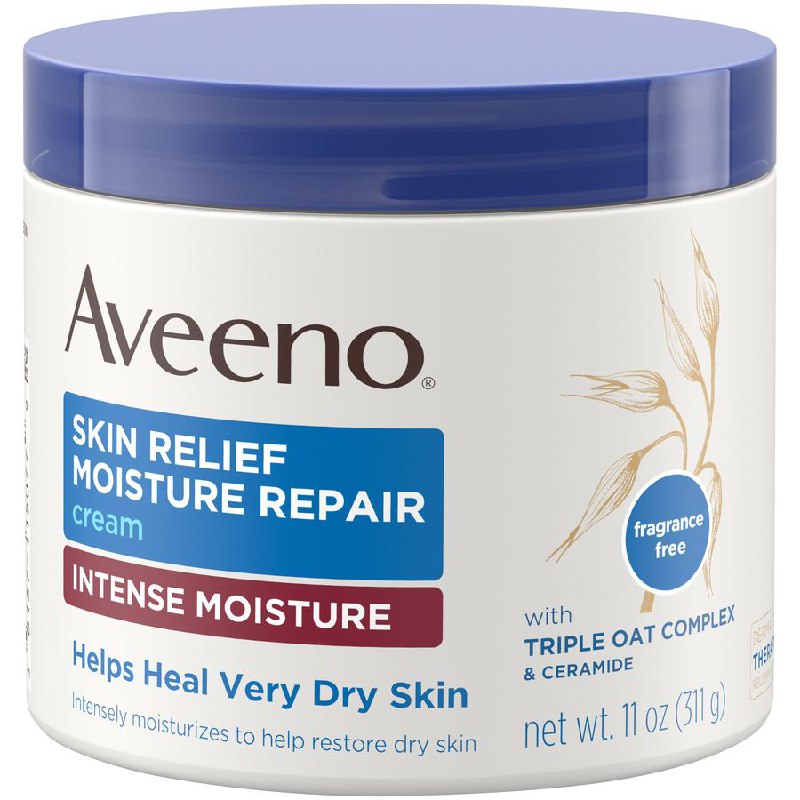 Aveeno®
SKIN RELIEF
MOISTURE REPAIR
cream
INTENSE MOISTURE
Helps Heal Very Dry Skin
Intensely moisturizes to help restore dry skin
fragrance
free
with
TRIPLE OAT COMPLEX
& CERAMIDE
net wt. 11 oz (311 g)